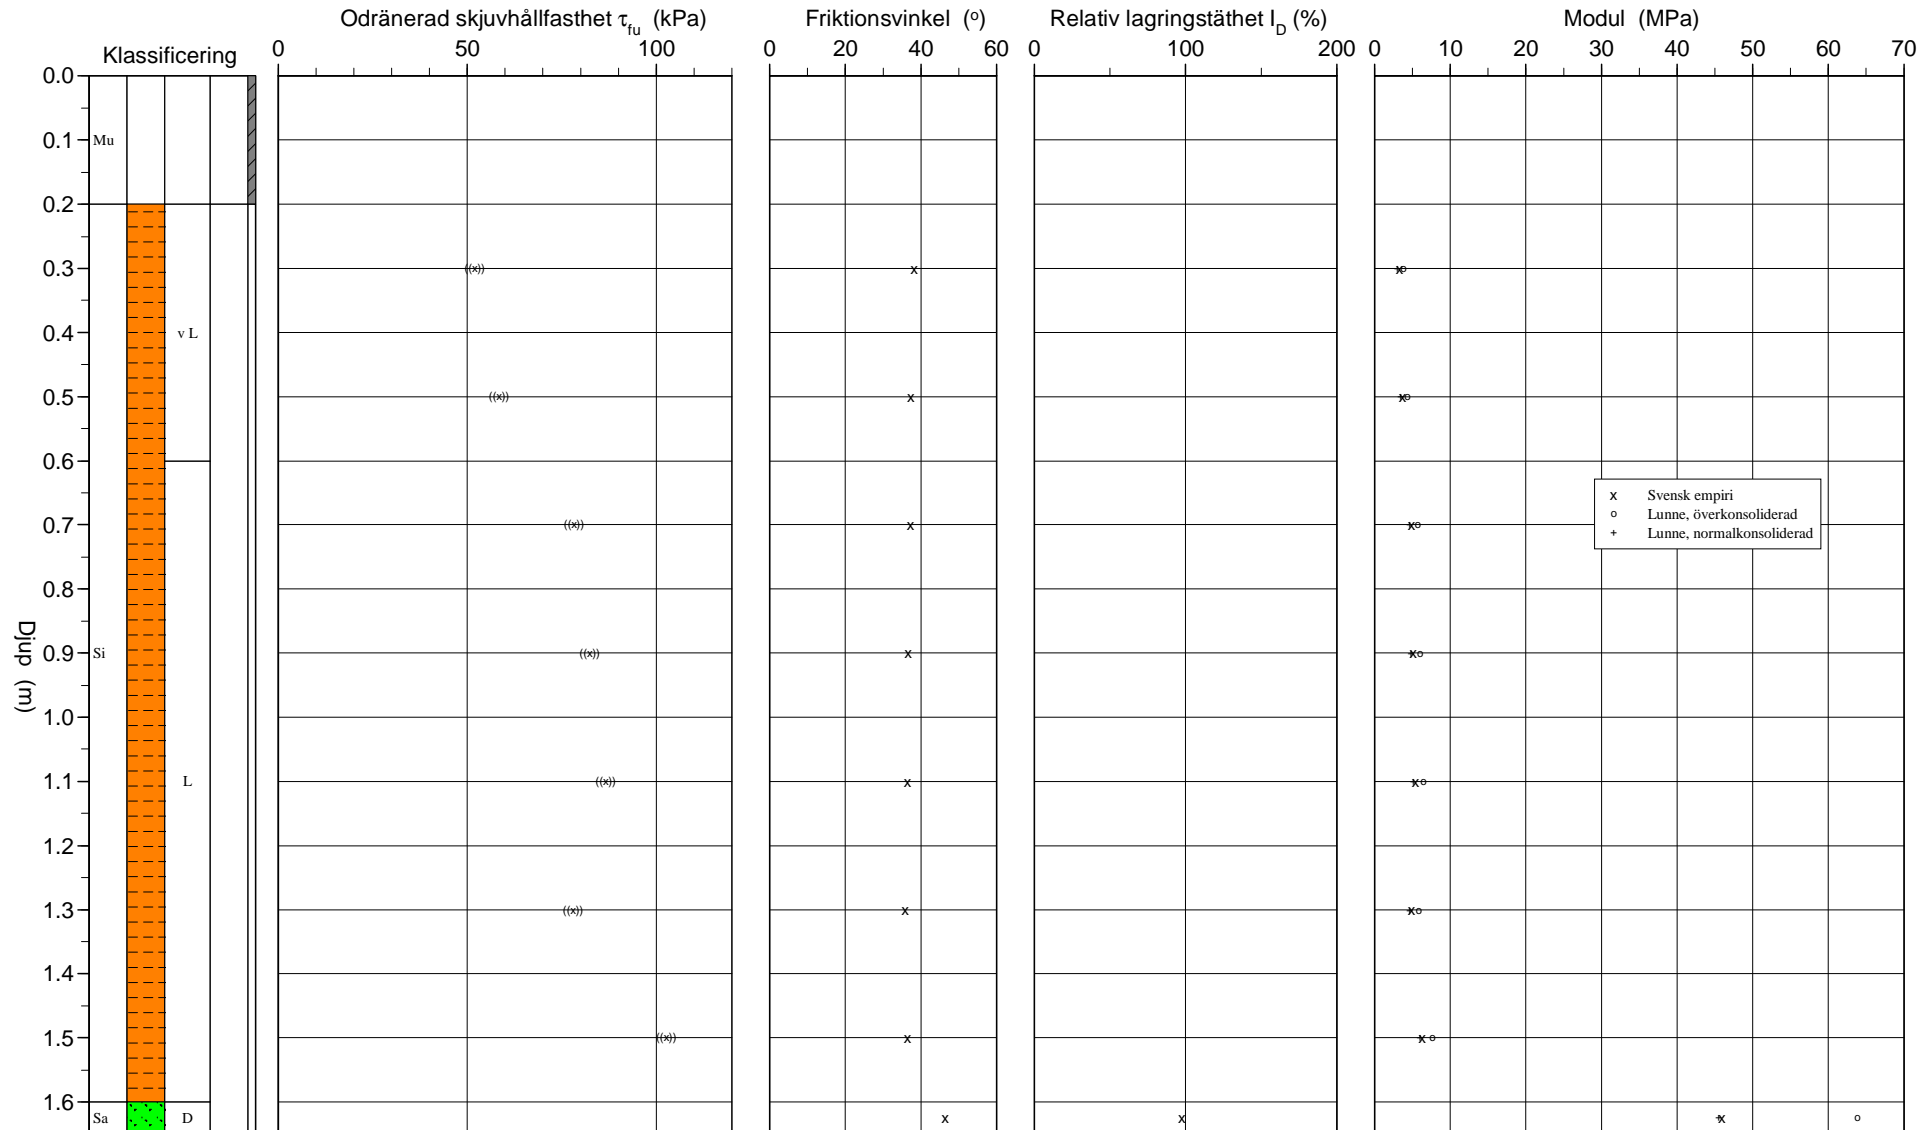 Odränerad skjuvhållfasthet τfu (kPa) Friktionsvinkel (o) Relativ lagringstäthet ID (%) Modul (MPa)
Klassificering
0 50 100
0 20 40 60
0 100 200
0 10 20 30 40 50 60 70
0.0
0.1 Mu
0.2
0.3 ((x)) x x o
0.4 v L
0.5 ((x)) x x o
0.6
0.7 ((x)) x x o
0.8
0.9 Si ((x)) x x o
1.0
1.1 L ((x)) x x o
1.2
1.3 ((x)) x x o
1.4
1.5 ((x)) x x o
1.6
Sa D x x + x o
Djup (m)
x Svensk empiri
o Lunne, överkonsoliderad
+ Lunne, normalkonsoliderad